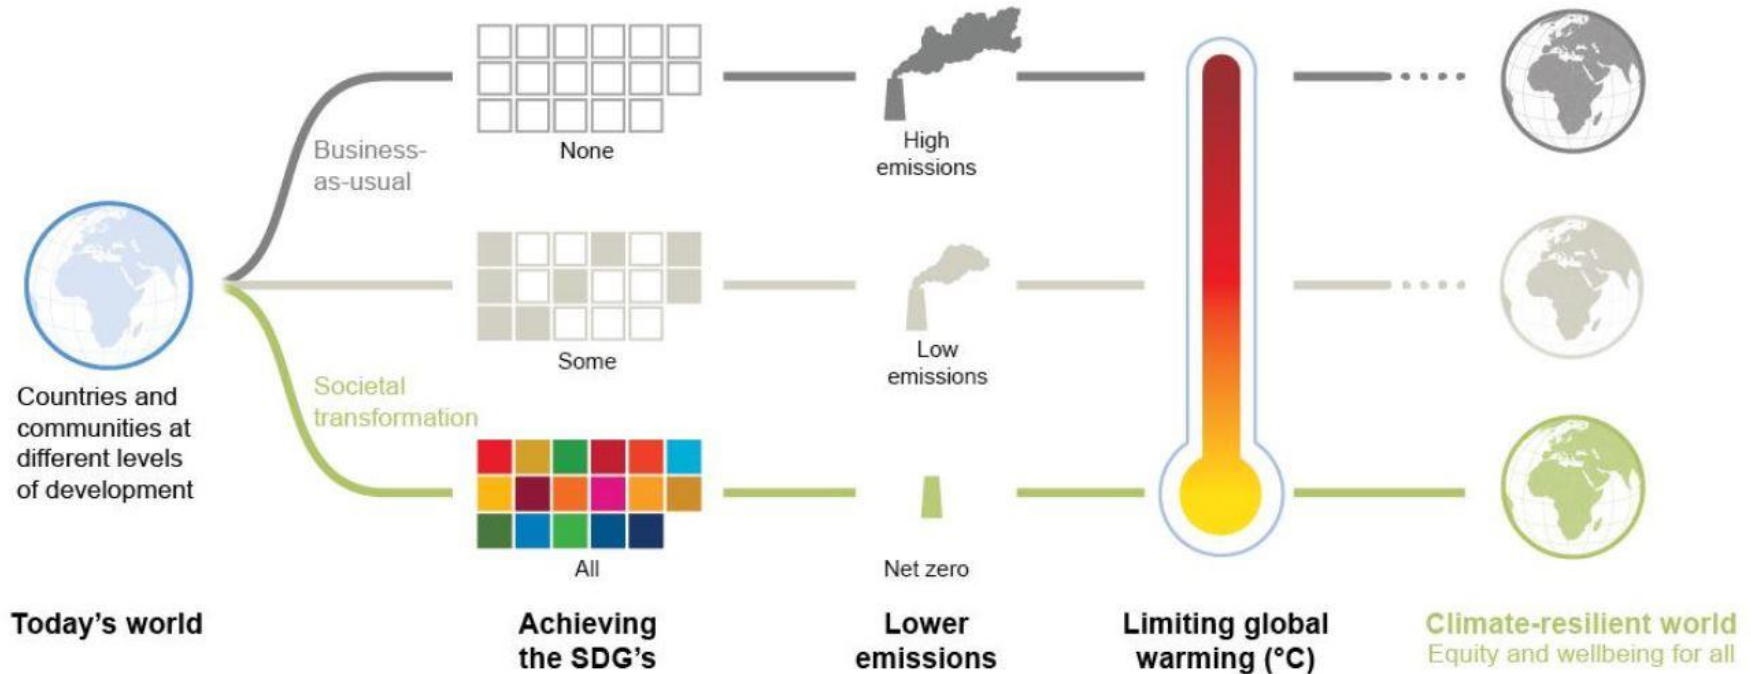 Business-
as-usual
None
High
emissions
Some
Low
emissions
Countries and
communities at
different levels
of development
Societal
transformation
All
Net zero
Today's world
Achieving
the SDG's
Lower
emissions
Limiting global
warming (°C)
Climate-resilient world
Equity and wellbeing for all